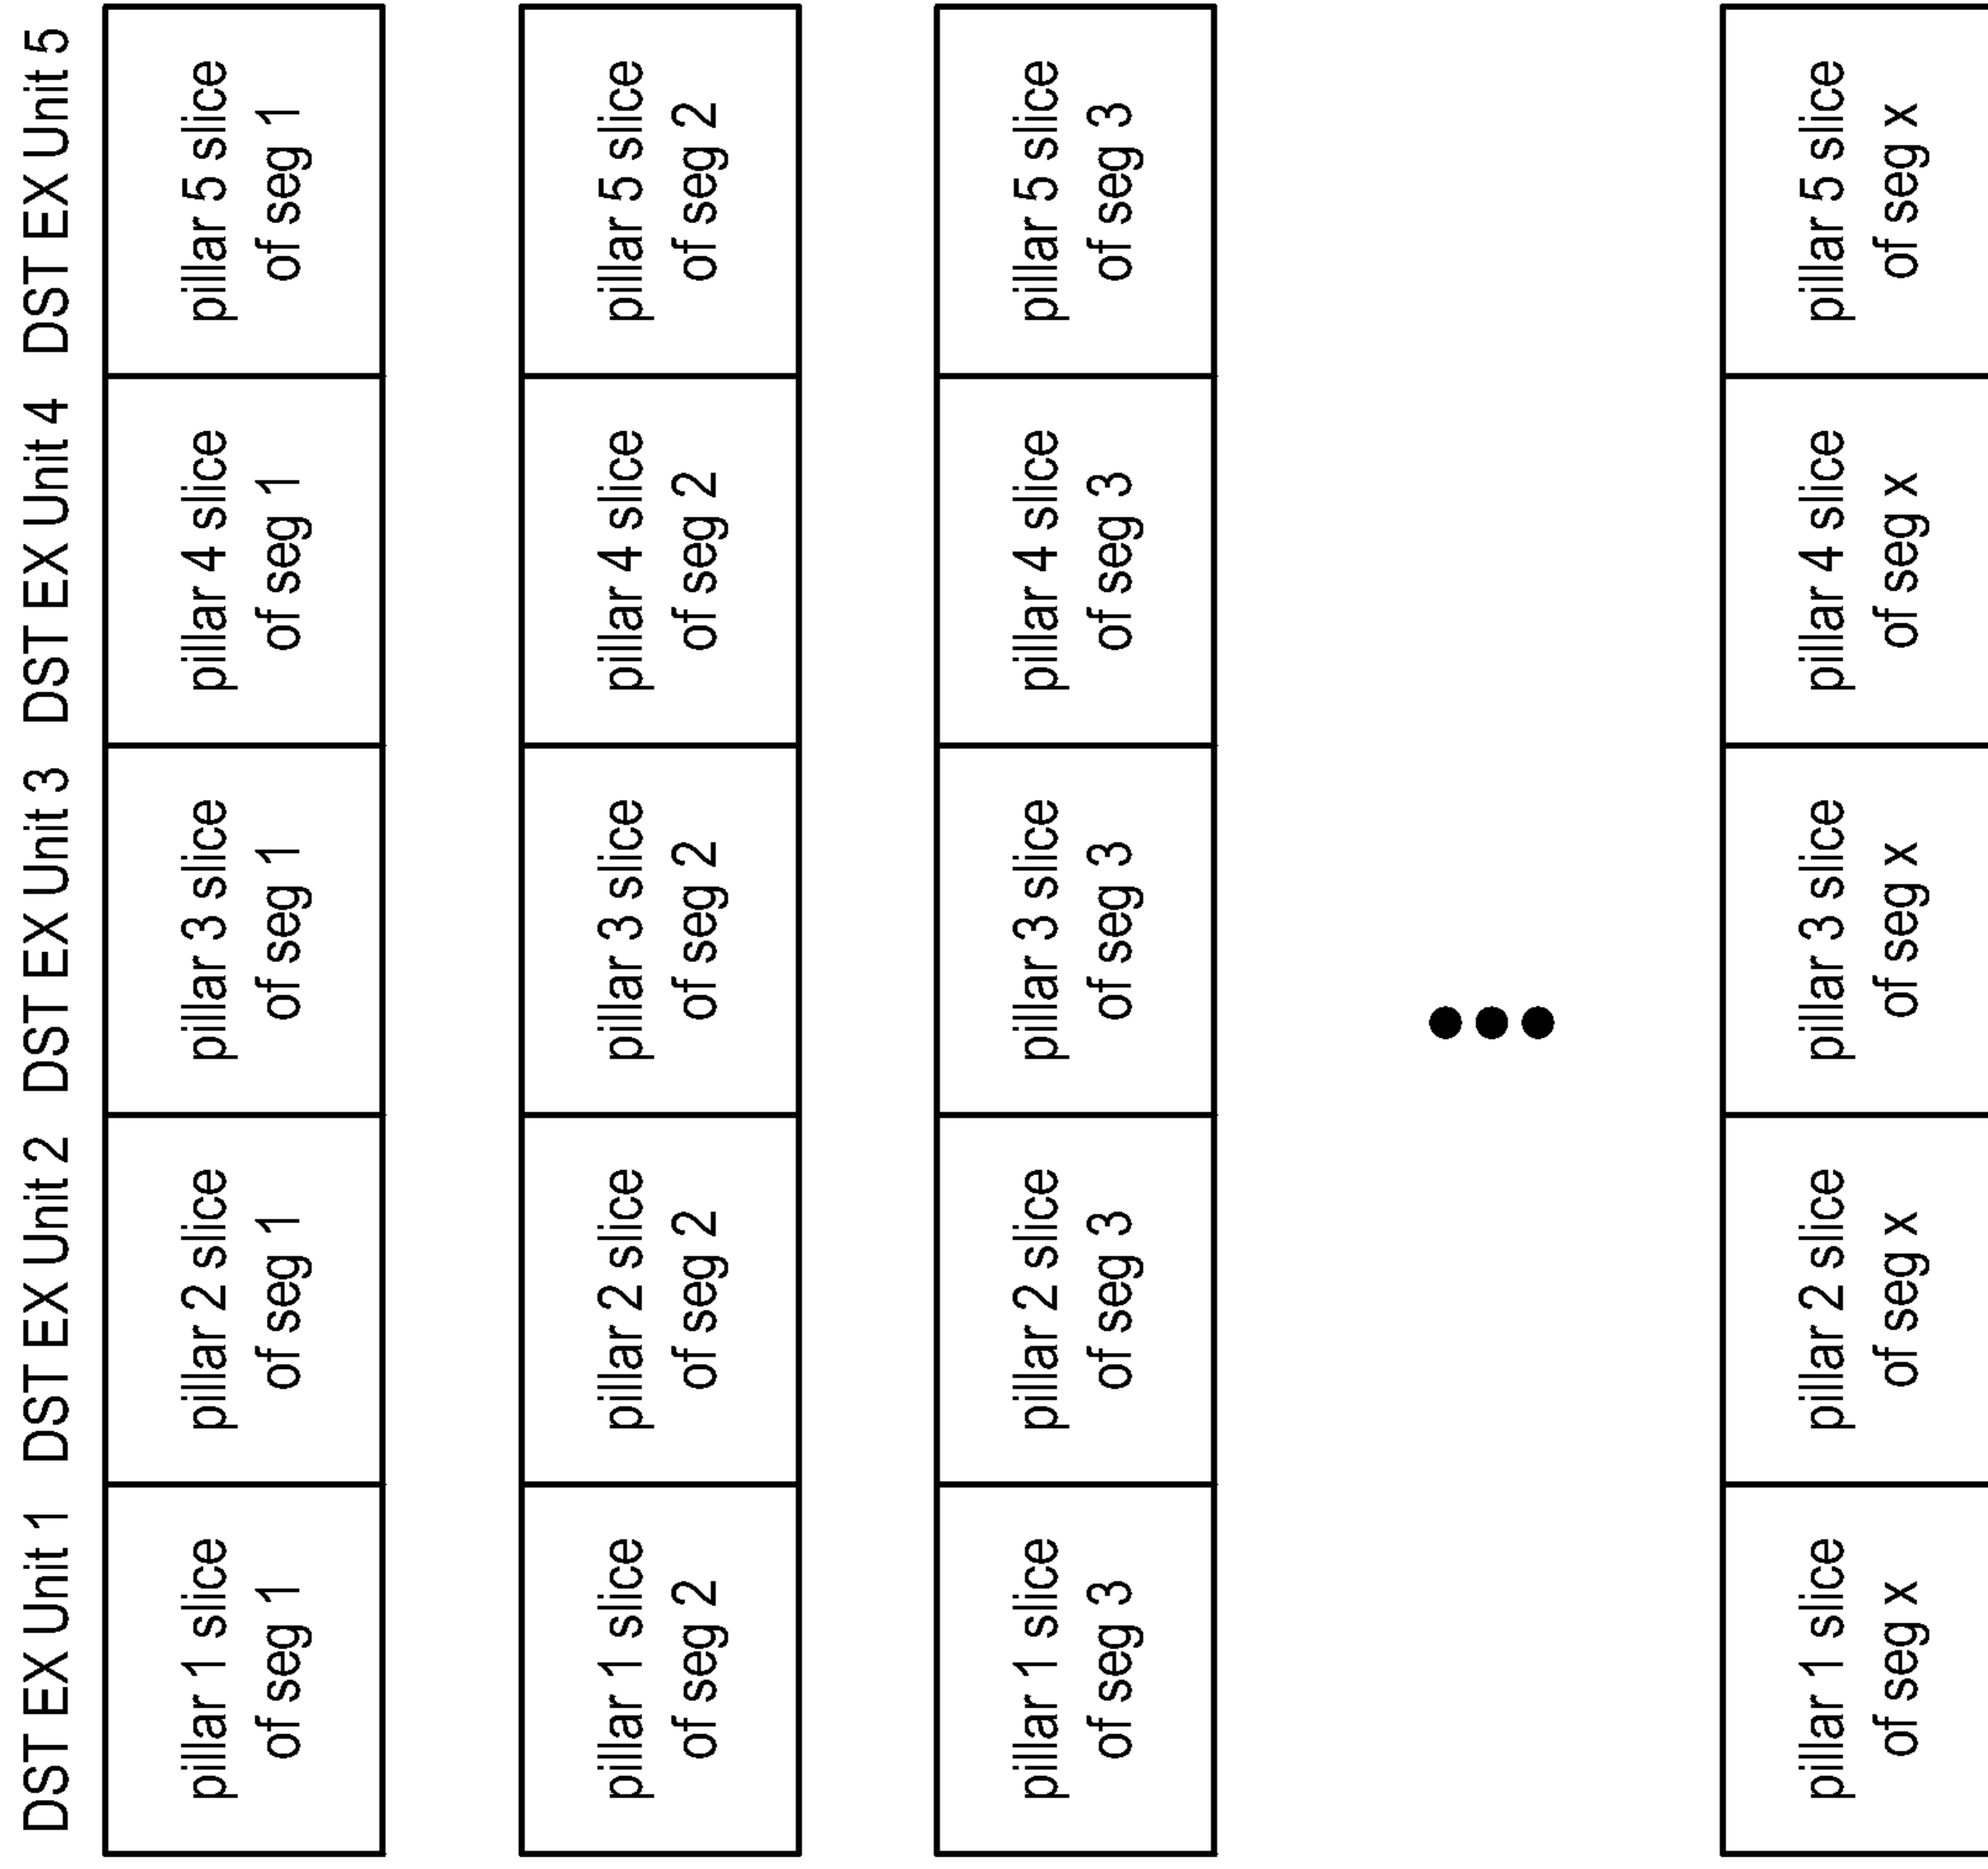 DST EX Unit 1 DST EX Unit 2 DST EX Unit 3 DST EX Unit 4 DST EX Unit 5
pillar 1 slice
of seg 1
pillar 2 slice
of seg 1
pillar 3 slice
of seg 1
pillar 4 slice
of seg 1
pillar 5 slice
of seg 1
pillar 1 slice
of seg 2
pillar 2 slice
of seg 2
pillar 3 slice
of seg 2
pillar 4 slice
of seg 2
pillar 5 slice
of seg 2
pillar 1 slice
of seg 3
pillar 2 slice
of seg 3
pillar 3 slice
of seg 3
pillar 4 slice
of seg 3
pillar 5 slice
of seg 3
pillar 1 slice
of seg x
pillar 2 slice
of seg x
pillar 3 slice
of seg x
pillar 4 slice
of seg x
pillar 5 slice
of seg x